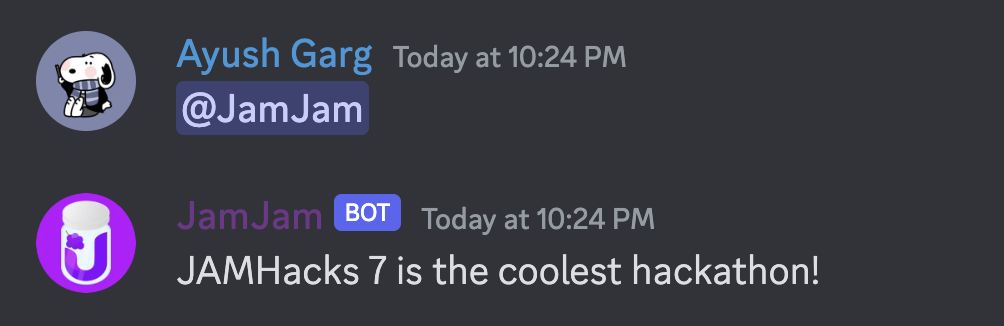 Ayush Garg Today at 10:24 PM
@JamJam
JamJam BOT Today at 10:24 PM
JAMHacks 7 is the coolest hackathon!